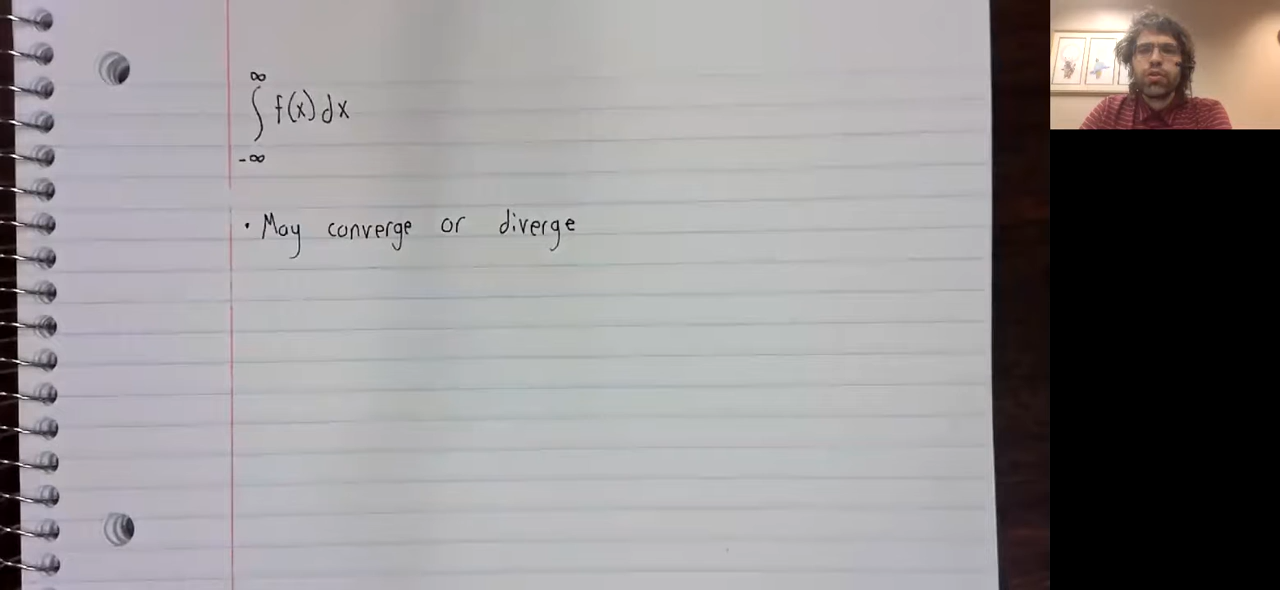 ∞
∫ f(x) dx
-∞
• May converge or diverge